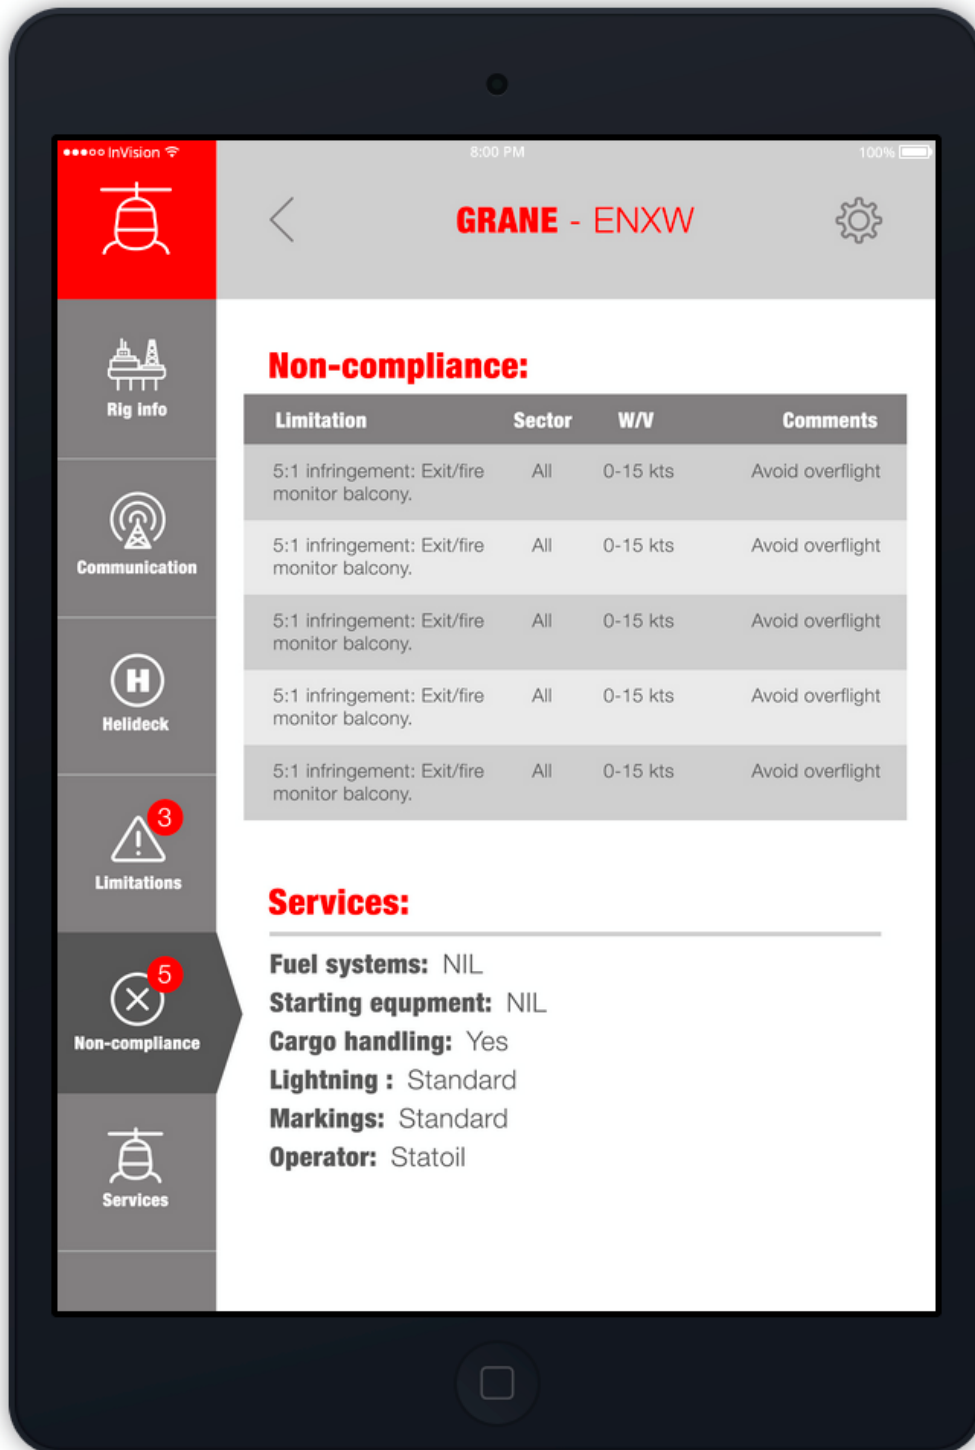 InVision
8:00 PM
100%
GRANE - ENXW
Rig info
Communication
H
Helideck
3
Limitations
5
Non-compliance
Services
Non-compliance:
Limitation Sector W/V Comments
5:1 infringement: Exit/fire All 0-15 kts Avoid overflight
monitor balcony.
5:1 infringement: Exit/fire All 0-15 kts Avoid overflight
monitor balcony.
5:1 infringement: Exit/fire All 0-15 kts Avoid overflight
monitor balcony.
5:1 infringement: Exit/fire All 0-15 kts Avoid overflight
monitor balcony.
5:1 infringement: Exit/fire All 0-15 kts Avoid overflight
monitor balcony.
Services:
Fuel systems: NIL
Starting equpment: NIL
Cargo handling: Yes
Lightning : Standard
Markings: Standard
Operator: Statoil